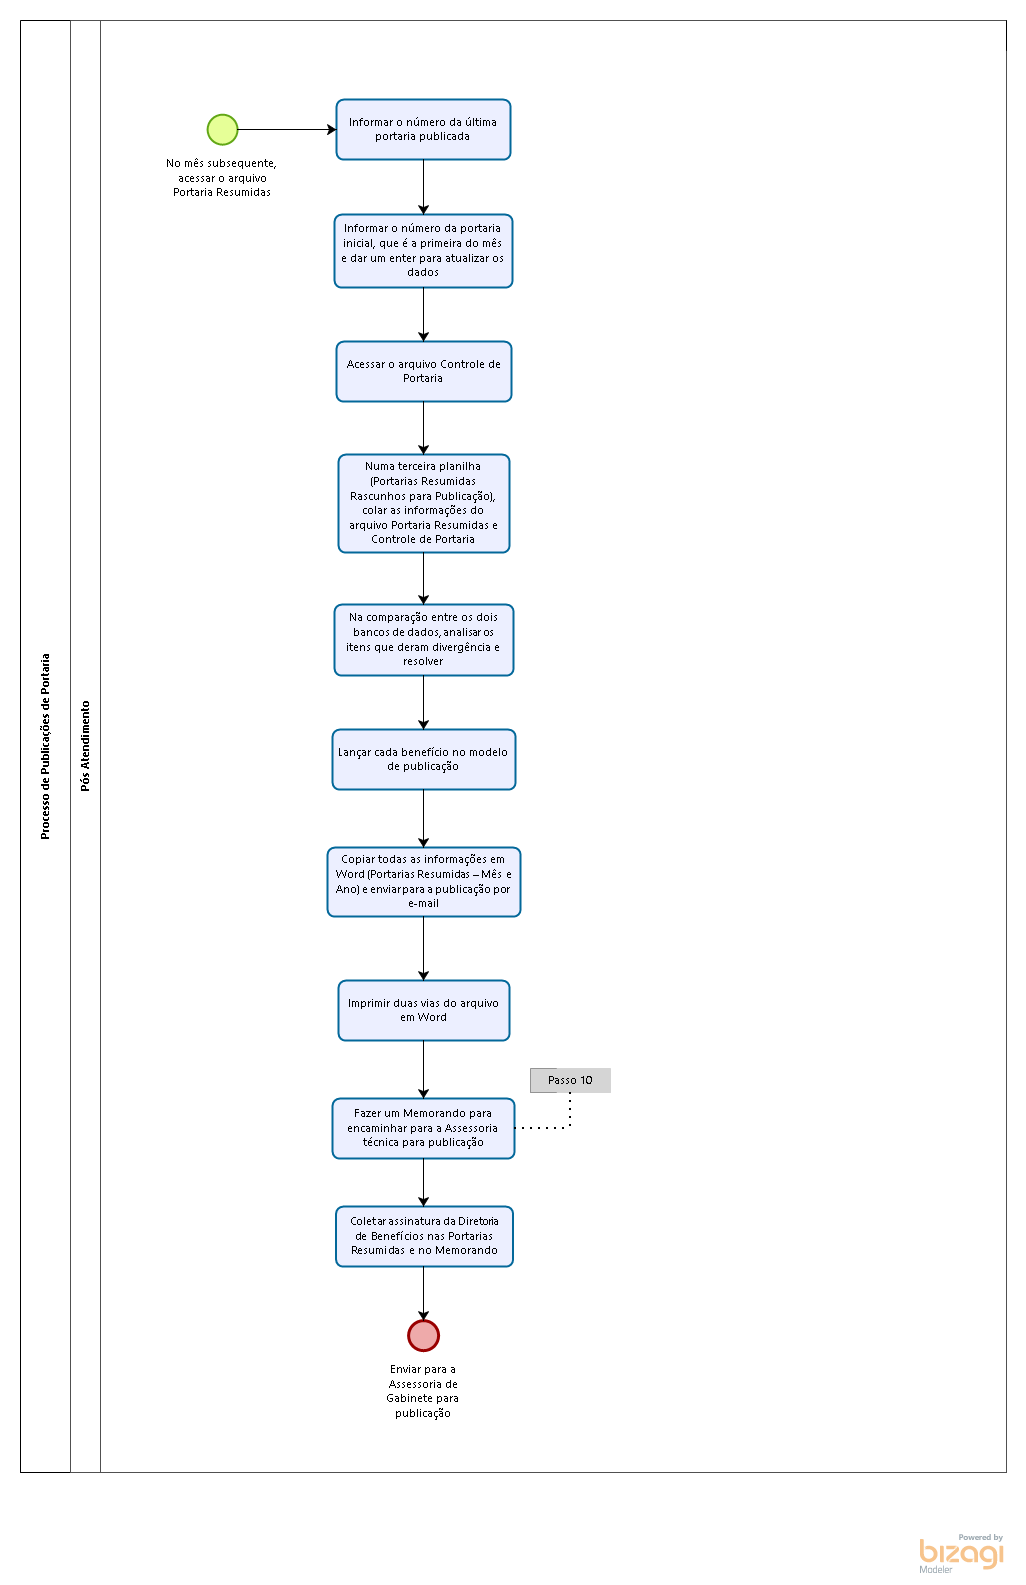 Processo de Publicações de Portaria
Pós Atendimento
No mês subsequente,
acessar o arquivo
Portaria Resumidas
Informar o número da última
portaria publicada
Informar o número da portaria
inicial, que é a primeira do mês
e dar um enter para atualizar os
dados
Acessar o arquivo Controle de
Portaria
Numa terceira planilha
(Portarias Resumidas
Rascunhos para Publicação),
colar as informações do
arquivo Portaria Resumidas e
Controle de Portaria
Na comparação entre os dois
bancos de dados, analisar os
itens que deram divergência e
resolver
Lançar cada benefício no modelo
de publicação
Copiar todas as informações em
Word (Portarias Resumidas – Mês e
Ano) e enviar para a publicação por
e-mail
Imprimir duas vias do arquivo
em Word
Passo 10
Fazer um Memorando para
encaminhar para a Assessoria
técnica para publicação
Coletar assinatura da Diretoria
de Benefícios nas Portarias
Resumidas e no Memorando
Enviar para a
Assessoria de
Gabinete para
publicação
Powered by
bizagi
Modeler